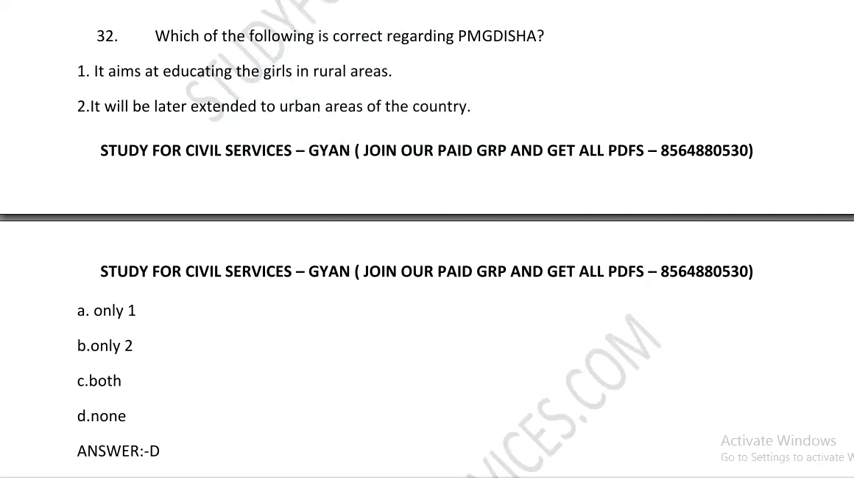 32. Which of the following is correct regarding PMGDISHA?
1. It aims at educating the girls in rural areas.
2.It will be later extended to urban areas of the country.
STUDY FOR CIVIL SERVICES – GYAN ( JOIN OUR PAID GRP AND GET ALL PDFS – 8564880530)
STUDY FOR CIVIL SERVICES – GYAN ( JOIN OUR PAID GRP AND GET ALL PDFS – 8564880530)
a. only 1
b.only 2
c.both
d.none
ANSWER:-D
STUDYF
VICES.COM
Activate Windows
Go to Settings to activate W